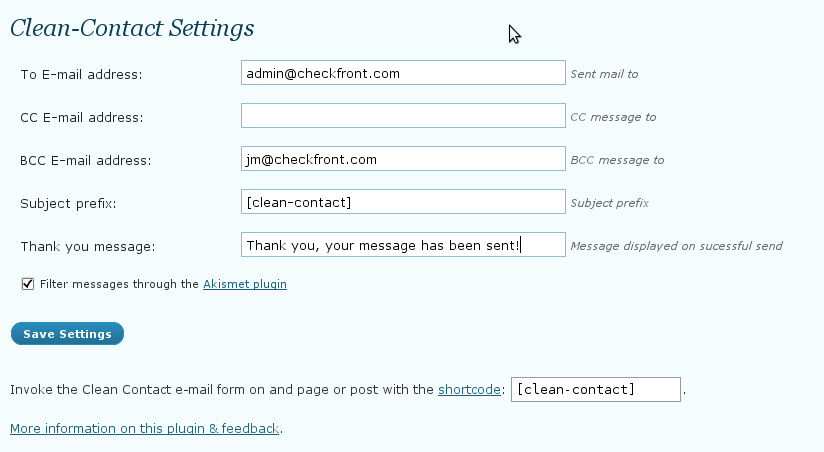 Clean-Contact Settings
To E-mail address: admin@checkfront.com Sent mail to
CC E-mail address: CC message to
BCC E-mail address: jm@checkfront.com BCC message to
Subject prefix: [clean-contact] Subject prefix
Thank you message: Thank you, your message has been sent! Message displayed on sucessful send
Filter messages through the Akismet plugin
Save Settings
Invoke the Clean Contact e-mail form on and page or post with the shortcode: [clean-contact] .
More information on this plugin & feedback.